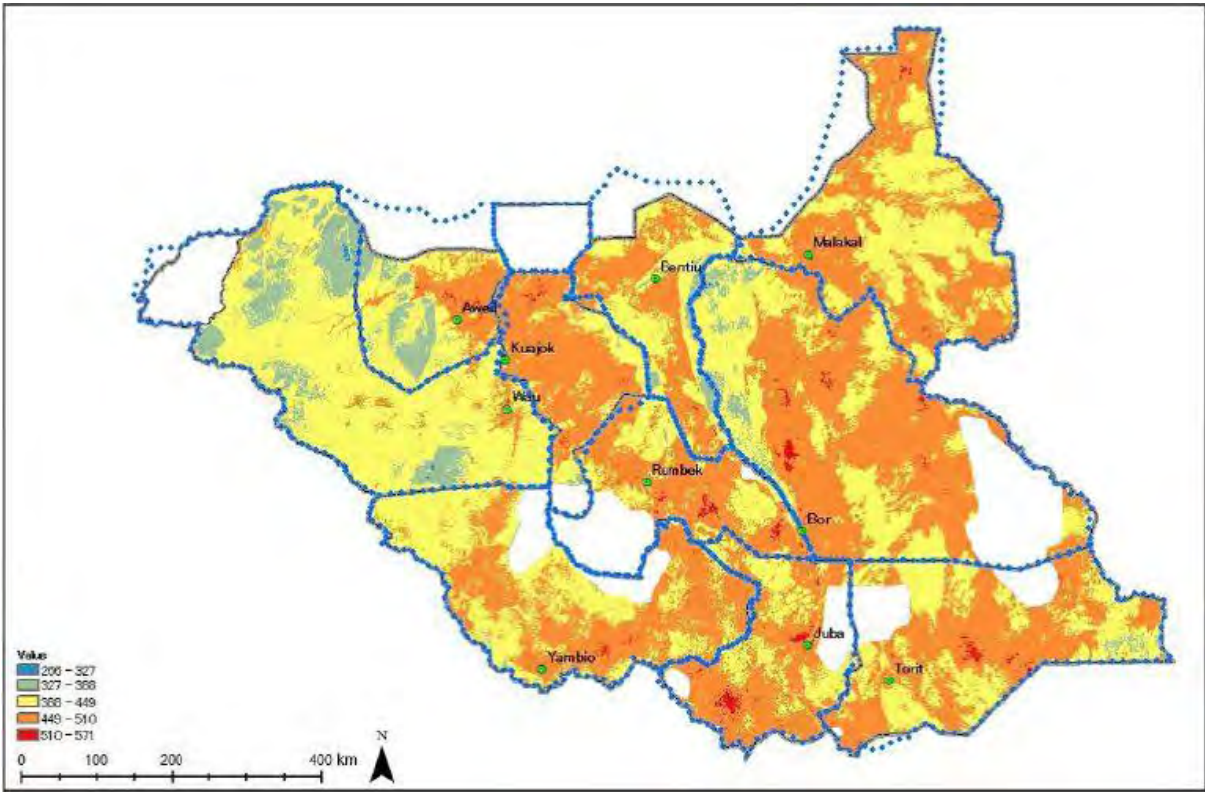 Malakal
Bentiu
Aweil
Kuajok
Wau
Rumbek
Bor
Juba
Yambio
Torit
Value
266 - 327
327 - 388
388 - 449
449 - 510
510 - 571
N
0 100 200 400 km